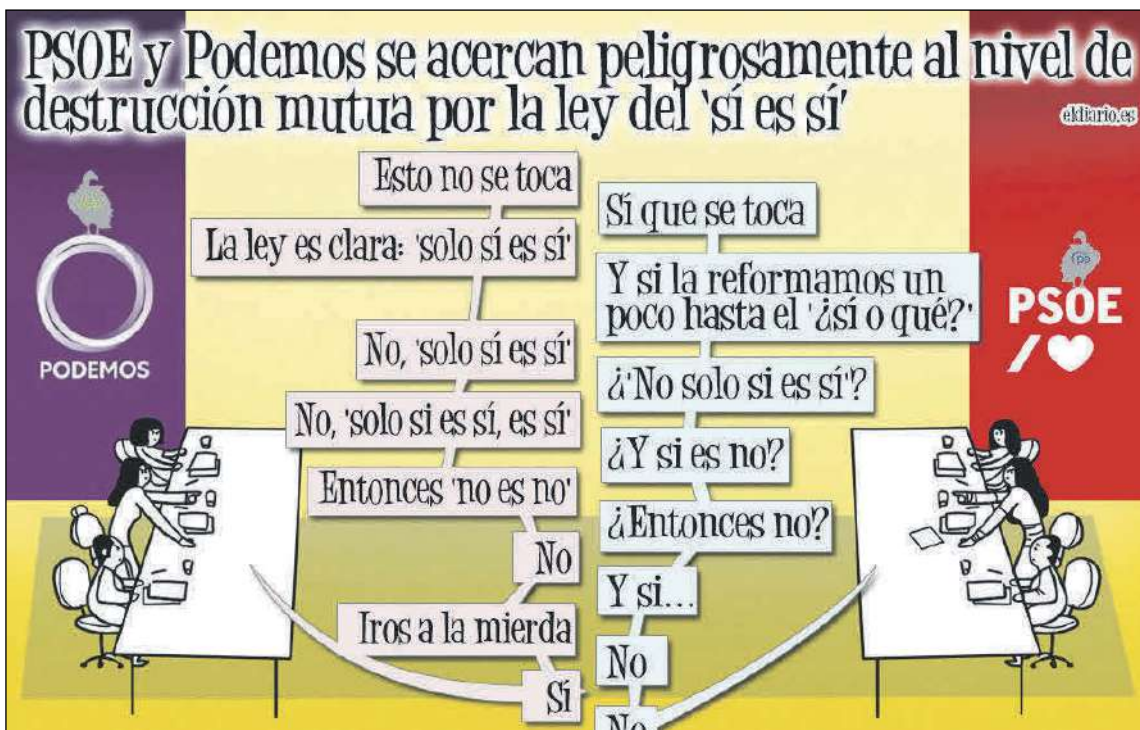 PSOE y Podemos se acercan peligrosamente al nivel de
destrucción mutua por la ley del 'sí es sí'
eldiario.es
Esto no se toca
Sí que se toca
La ley es clara: 'solo sí es sí'
Y si la reformamos un
poco hasta el '¿sí o qué?'
No, 'solo sí es sí'
¿'No solo si es sí'?
No, 'solo si es sí, es sí'
¿Y si es no?
Entonces 'no es no'
¿Entonces no?
No
Y si...
Iros a la mierda
No
Sí
No
PODEMOS
pp
PSOE